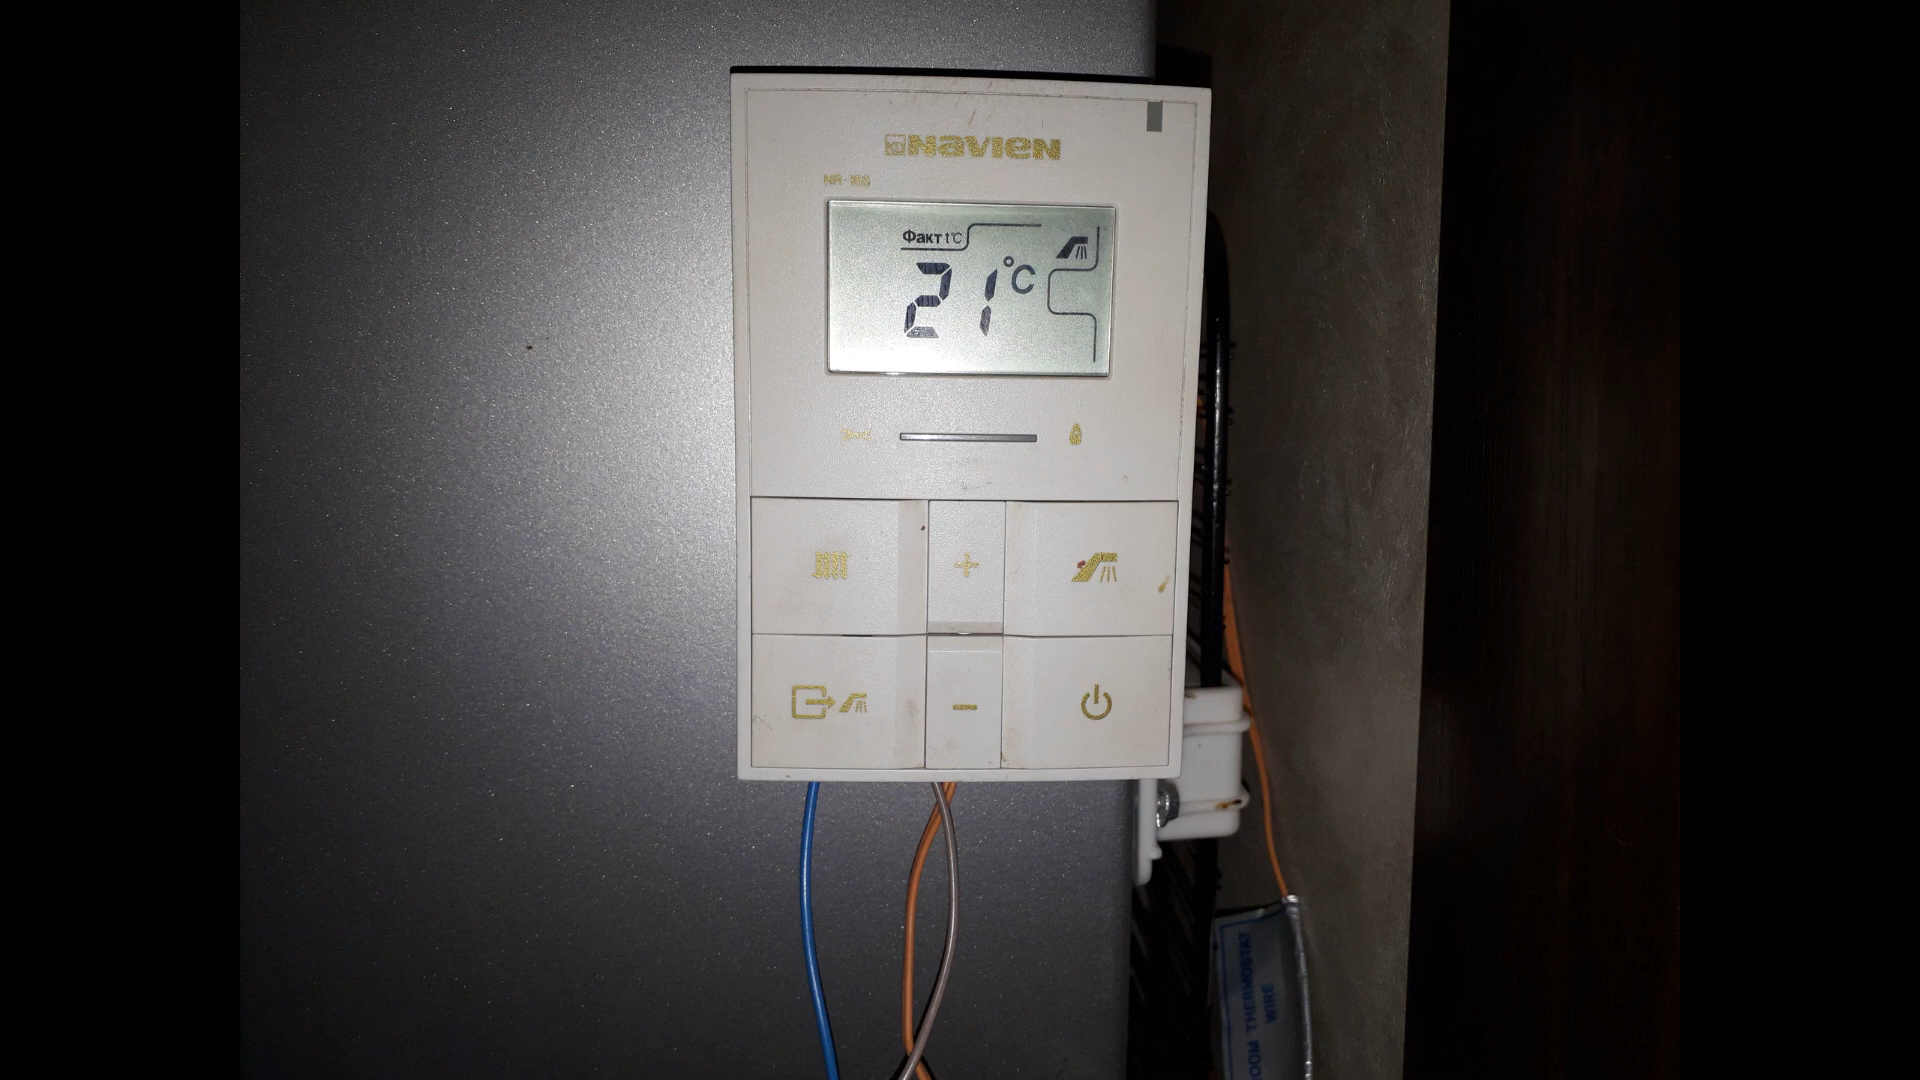 NAVIEN
Факт t°C
21°C
ROOM THERMOSTAT
WIRE